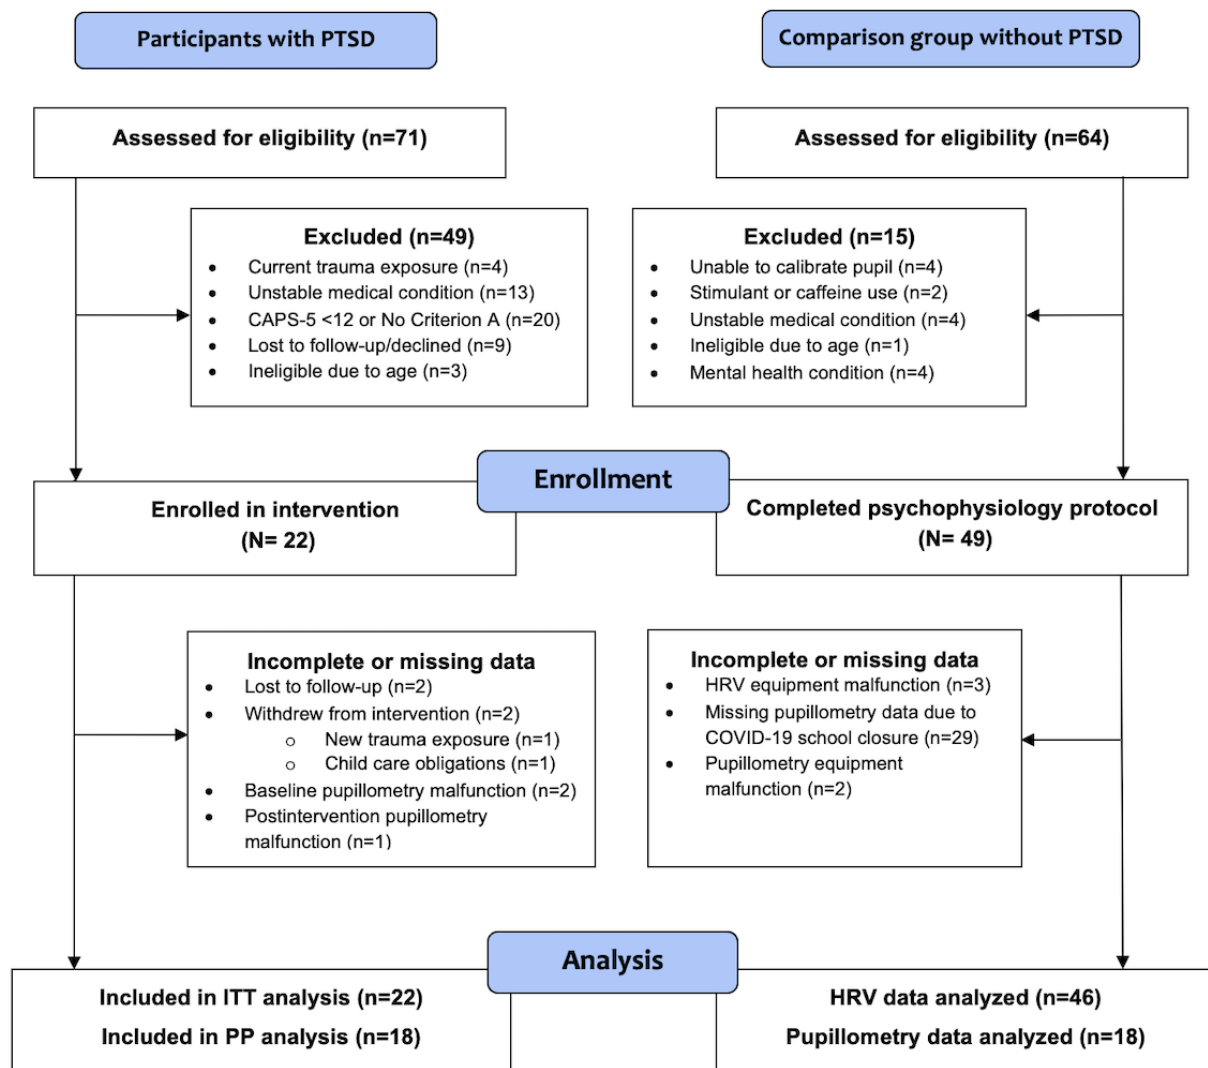 Participants with PTSD
Comparison group without PTSD
Assessed for eligibility (n=71)
Assessed for eligibility (n=64)
Excluded (n=49)
• Current trauma exposure (n=4)
• Unstable medical condition (n=13)
• CAPS-5 <12 or No Criterion A (n=20)
• Lost to follow-up/declined (n=9)
• Ineligible due to age (n=3)
Excluded (n=15)
• Unable to calibrate pupil (n=4)
• Stimulant or caffeine use (n=2)
• Unstable medical condition (n=4)
• Ineligible due to age (n=1)
• Mental health condition (n=4)
Enrollment
Enrolled in intervention
(N= 22)
Completed psychophysiology protocol
(N= 49)
Incomplete or missing data
• Lost to follow-up (n=2)
• Withdrew from intervention (n=2)
o New trauma exposure (n=1)
o Child care obligations (n=1)
• Baseline pupillometry malfunction (n=2)
• Postintervention pupillometry
malfunction (n=1)
Incomplete or missing data
• HRV equipment malfunction (n=3)
• Missing pupillometry data due to
COVID-19 school closure (n=29)
• Pupillometry equipment
malfunction (n=2)
Analysis
Included in ITT analysis (n=22)
Included in PP analysis (n=18)
HRV data analyzed (n=46)
Pupillometry data analyzed (n=18)